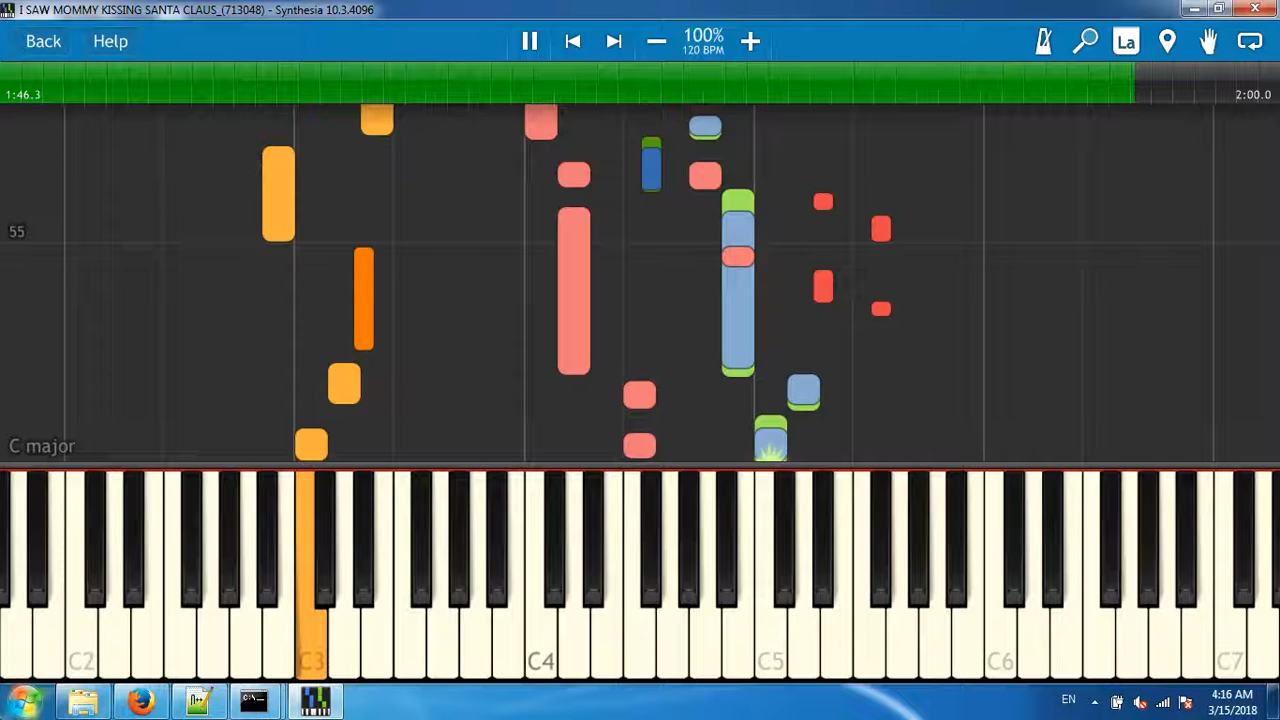 I SAW MOMMY KISSING SANTA CLAUS_(713048) - Synthesia 10.3.4096
Back Help 100% La
120 BPM
1:46.3 2:00.0
55
C major
C2 C3 C4 C5 C6 C7
EN 4:16 AM
3/15/2018